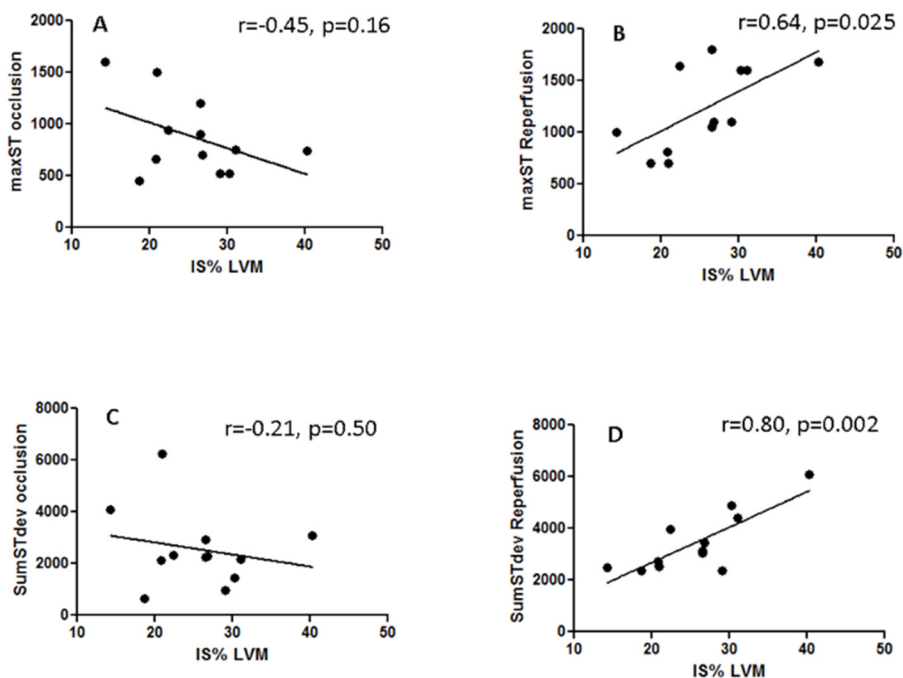 A
r=-0.45, p=0.16
maxST occlusion
2000
1500
1000
500
0
10 20 30 40 50
IS% LVM
B
r=0.64, p=0.025
maxST Reperfusion
2000
1500
1000
500
0
10 20 30 40 50
IS% LVM
C
r=-0.21, p=0.50
SumSTdev occlusion
8000
6000
4000
2000
0
10 20 30 40 50
IS% LVM
D
r=0.80, p=0.002
SumSTdev Reperfusion
8000
6000
4000
2000
0
10 20 30 40 50
IS% LVM